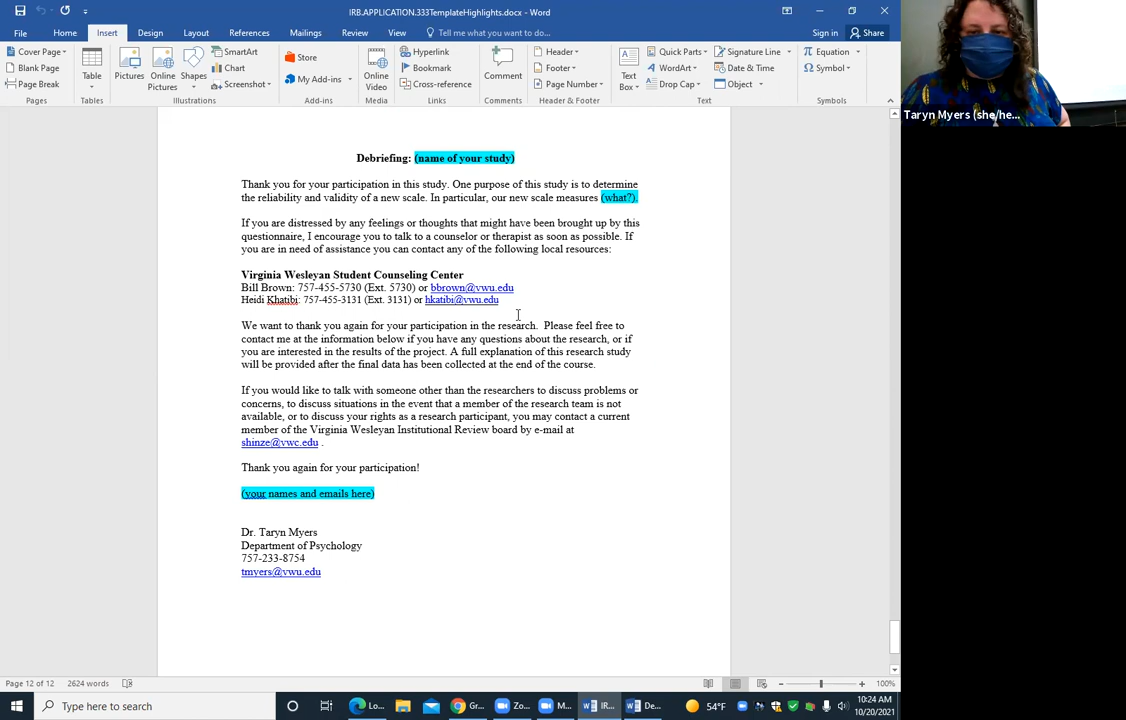 IRB.APPLICATION.333TemplateHighlights.docx - Word
File Home Insert Design Layout References Mailings Review View Tell me what you want to do... Sign in Share
Cover Page
Blank Page
Page Break
Pages
Table
Tables
Pictures
Online Pictures
Shapes
SmartArt
Chart
Screenshot
Illustrations
Store
My Add-ins
Add-ins
Online Video
Media
Hyperlink
Bookmark
Cross-reference
Links
Comment
Comments
Header
Footer
Page Number
Header & Footer
Text Box
Quick Parts
WordArt
Drop Cap
Signature Line
Date & Time
Object
Text
Equation
Symbol
Symbols
Taryn Myers (she/he...
Debriefing: (name of your study)
Thank you for your participation in this study. One purpose of this study is to determine
the reliability and validity of a new scale. In particular, our new scale measures (what?).
If you are distressed by any feelings or thoughts that might have been brought up by this
questionnaire, I encourage you to talk to a counselor or therapist as soon as possible. If
you are in need of assistance you can contact any of the following local resources:
Virginia Wesleyan Student Counseling Center
Bill Brown: 757-455-5730 (Ext. 5730) or bbrown@vwu.edu
Heidi Khatibi: 757-455-3131 (Ext. 3131) or hkatibi@vwu.edu
We want to thank you again for your participation in the research.  Please feel free to
contact me at the information below if you have any questions about the research, or if
you are interested in the results of the project. A full explanation of this research study
will be provided after the final data has been collected at the end of the course.
If you would like to talk with someone other than the researchers to discuss problems or
concerns, to discuss situations in the event that a member of the research team is not
available, or to discuss your rights as a research participant, you may contact a current
member of the Virginia Wesleyan Institutional Review board by e-mail at
shinze@vwc.edu .
Thank you again for your participation!
(your names and emails here)
Dr. Taryn Myers
Department of Psychology
757-233-8754
tmyers@vwu.edu
Page 12 of 12 2624 words 100%
Type here to search Lo... Gr... Zo... M... IR... De... 54°F 10:24 AM
10/20/2021